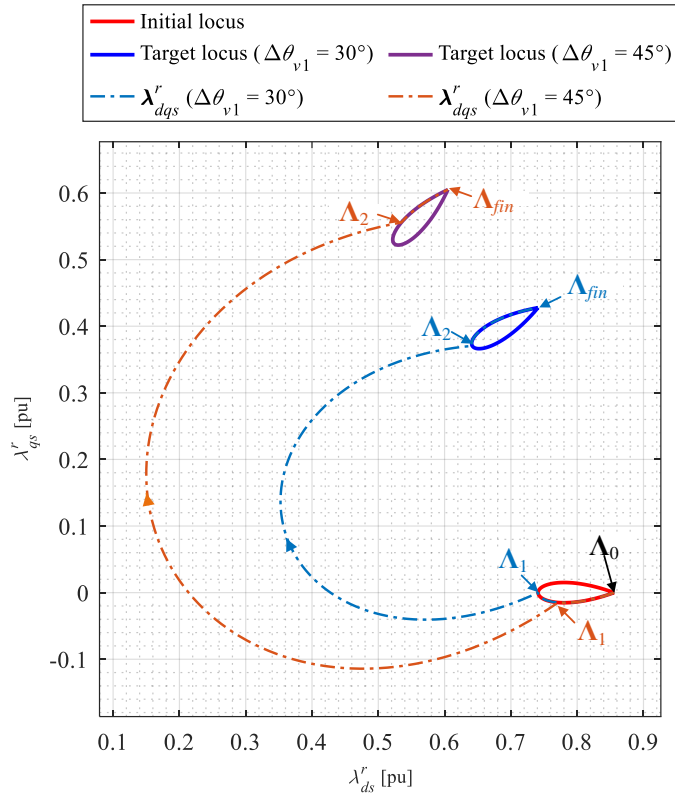 Initial locus
Target locus (Δθv1 = 30°) Target locus (Δθv1 = 45°)
λʳdqs (Δθv1 = 30°) λʳdqs (Δθv1 = 45°)
0.6
0.5
0.4
0.3
0.2
0.1
0
-0.1
λʳqs [pu]
Λ2 Λfin
Λfin
Λ2
Λ0
Λ1
Λ1
0.1 0.2 0.3 0.4 0.5 0.6 0.7 0.8 0.9
λʳds [pu]